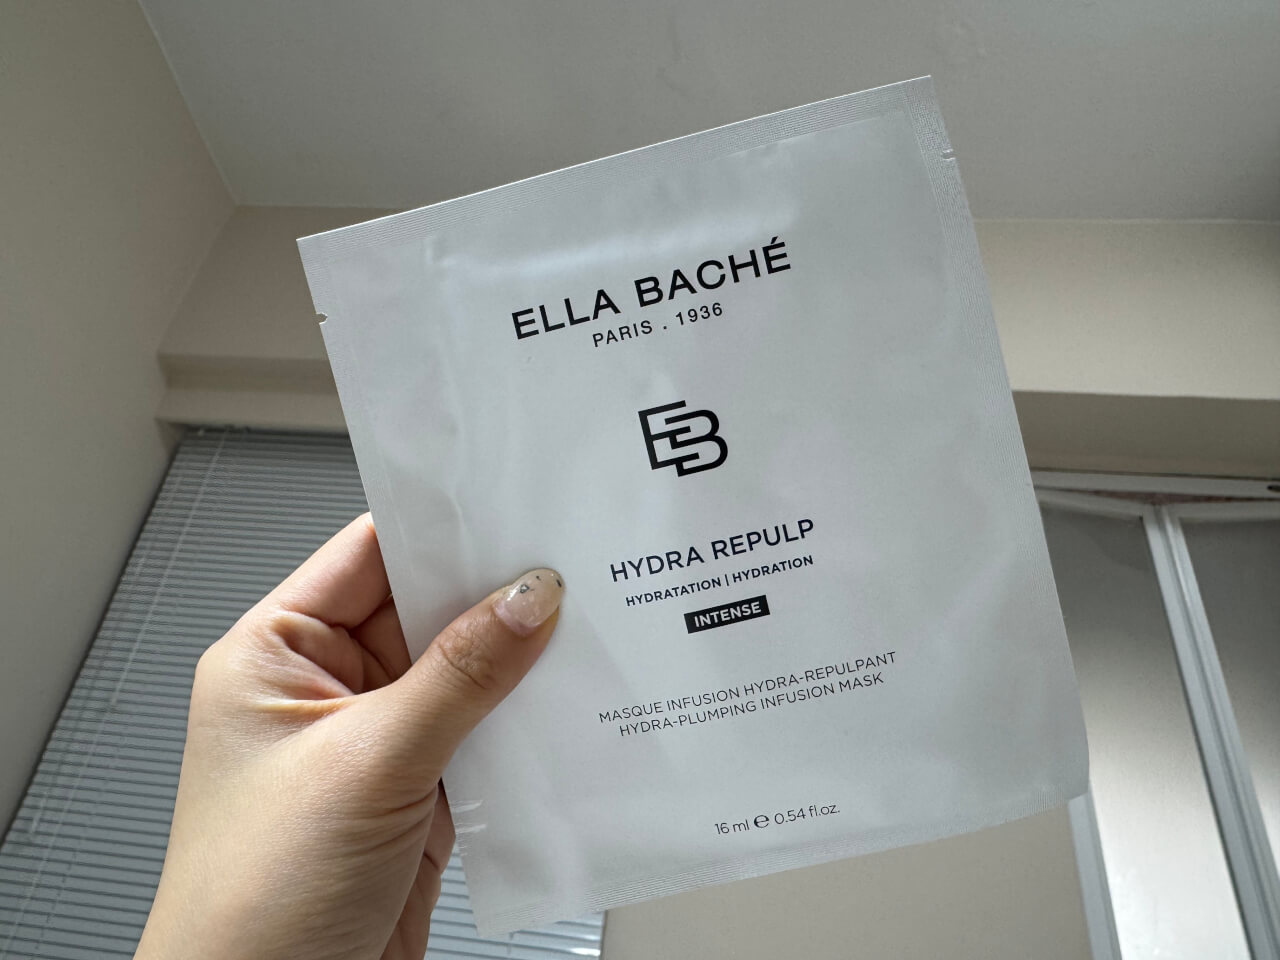 ELLA BACHÉ
PARIS . 1936
EB
HYDRA REPULP
HYDRATATION | HYDRATION
INTENSE
MASQUE INFUSION HYDRA-REPULPANT
HYDRA-PLUMPING INFUSION MASK
16 ml ℮ 0.54 fl.oz.